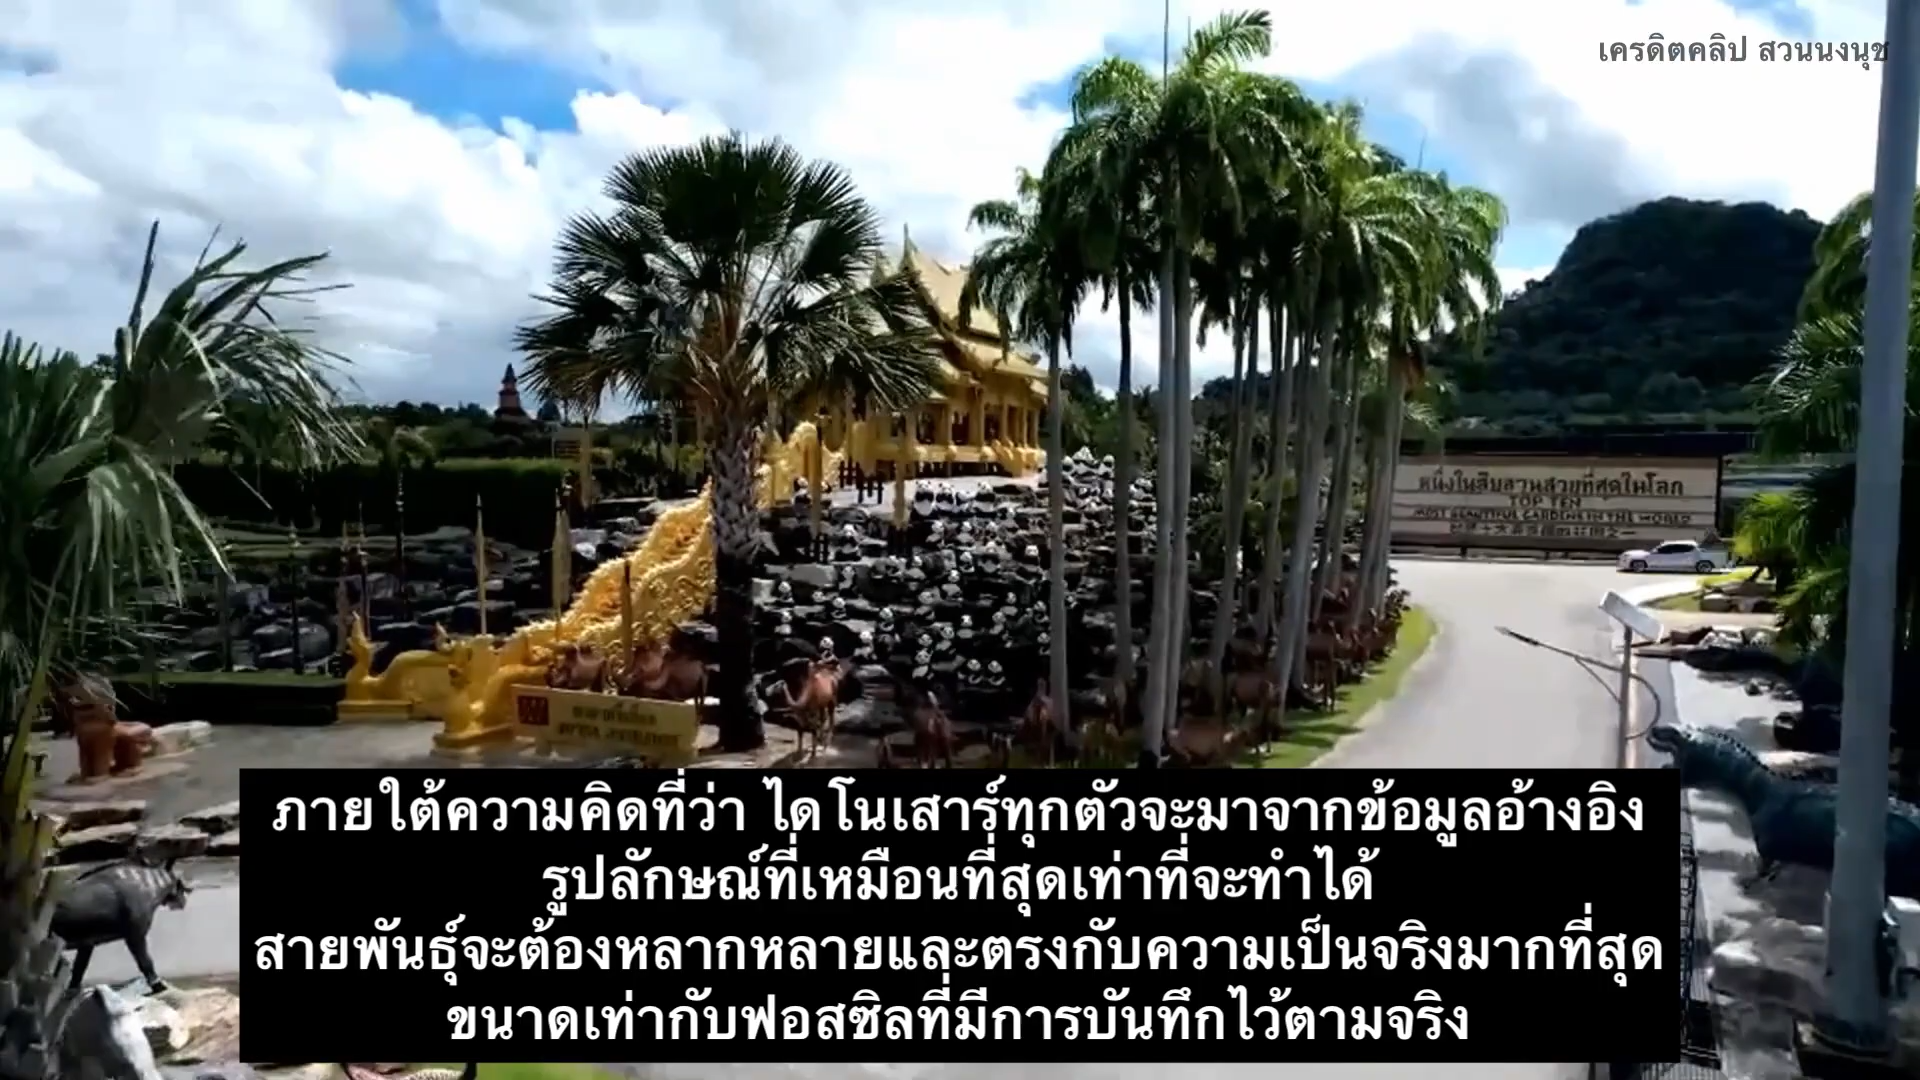 เครดิตคลิป สวนนงนุช
หนึ่งในสิบสวนสวยที่สุดในโลก
TOP TEN
MOST BEAUTIFUL GARDENS IN THE WORLD
ภายใต้ความคิดที่ว่า ไดโนเสาร์ทุกตัวจะมาจากข้อมูลอ้างอิง
รูปลักษณ์ที่เหมือนที่สุดเท่าที่จะทำได้
สายพันธุ์จะต้องหลากหลายและตรงกับความเป็นจริงมากที่สุด
ขนาดเท่ากับฟอสซิลที่มีการบันทึกไว้ตามจริง